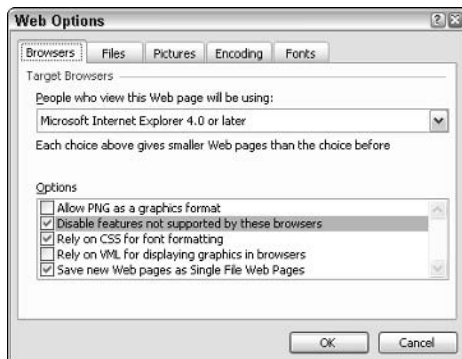 Web Options
Browsers Files Pictures Encoding Fonts
Target Browsers
People who view this Web page will be using:
Microsoft Internet Explorer 4.0 or later
Each choice above gives smaller Web pages than the choice before
Options
Allow PNG as a graphics format
Disable features not supported by these browsers
Rely on CSS for font formatting
Rely on VML for displaying graphics in browsers
Save new Web pages as Single File Web Pages
OK Cancel